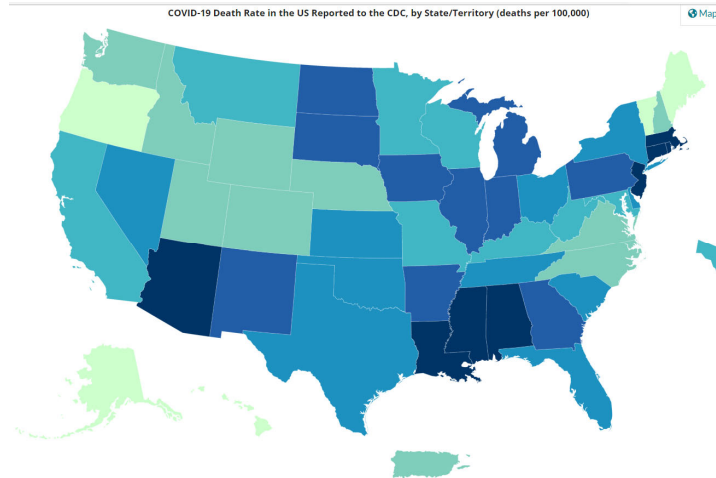 COVID-19 Death Rate in the US Reported to the CDC, by State/Territory (deaths per 100,000)
Map